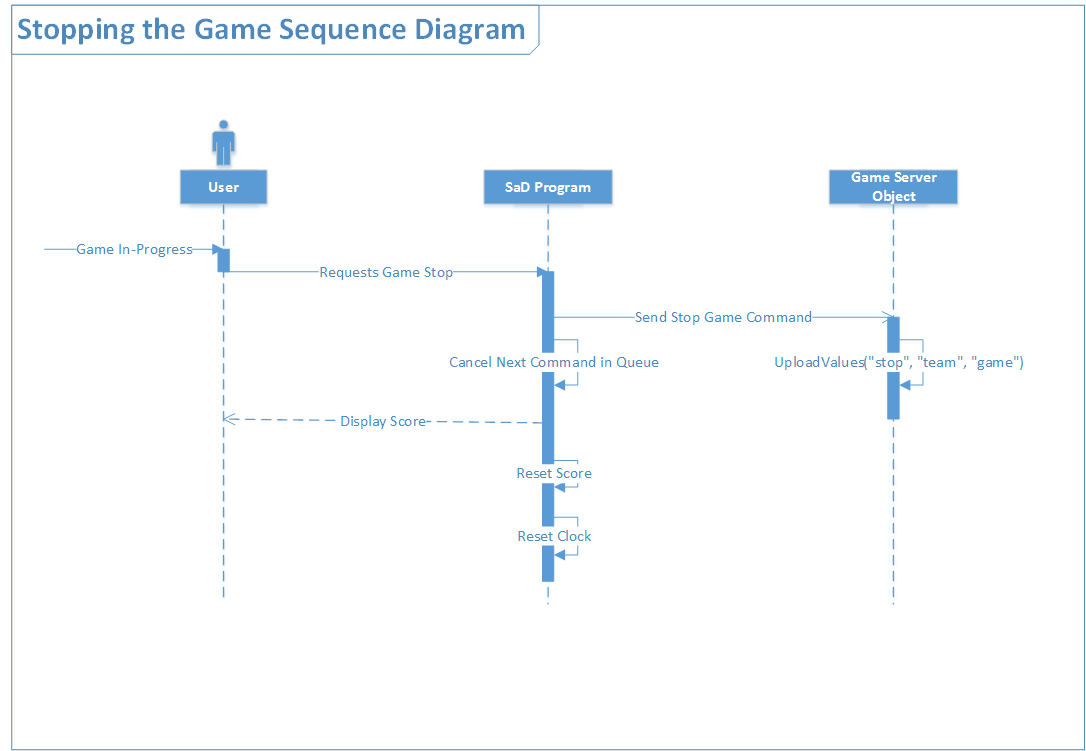 Stopping the Game Sequence Diagram
User
SaD Program
Game Server
Object
Game In-Progress
Requests Game Stop
Send Stop Game Command
Cancel Next Command in Queue
UploadValues("stop", "team", "game")
Display Score
Reset Score
Reset Clock